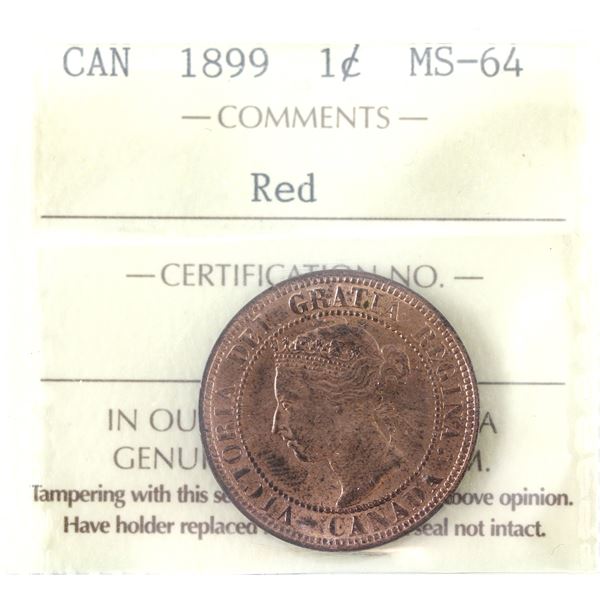 CAN 1899 1¢ MS-64
— COMMENTS —
Red
— CERTIFICATION NO. —
VICTORIA DEI GRATIA REGINA.
CANADA
IN OU A
GENUI M.
Tampering with this se above opinion.
Have holder replaced seal not intact.